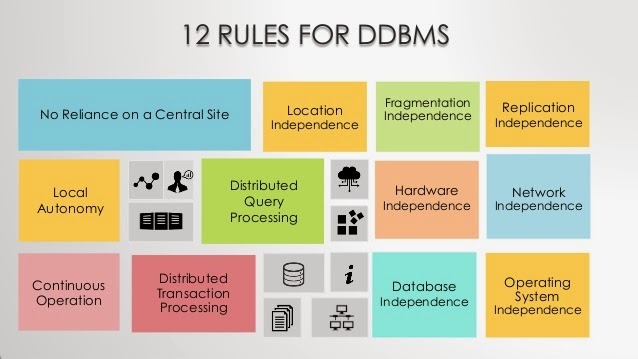 12 RULES FOR DDBMS
No Reliance on a Central Site
Location
Independence
Fragmentation
Independence
Replication
Independence
Local
Autonomy
Distributed
Query
Processing
Hardware
Independence
Network
Independence
Continuous
Operation
Distributed
Transaction
Processing
Database
Independence
Operating
System
Independence